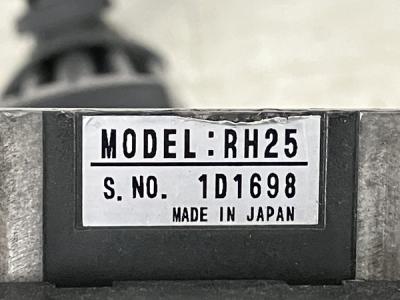 MODEL:RH25
S. NO. 1D1698
MADE IN JAPAN